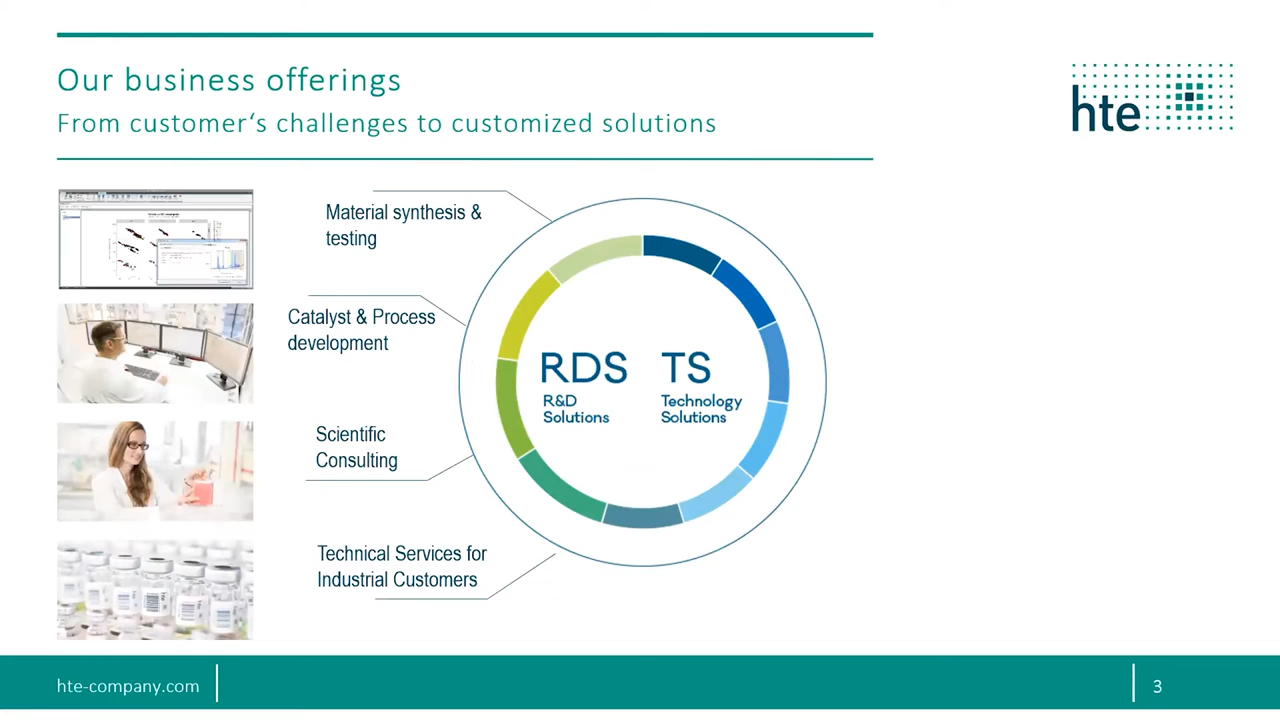 Our business offerings
From customer‘s challenges to customized solutions
hte
Material synthesis &
testing
Catalyst & Process
development
RDS
R&D
Solutions
TS
Technology
Solutions
Scientific
Consulting
Technical Services for
Industrial Customers
hte-company.com
3